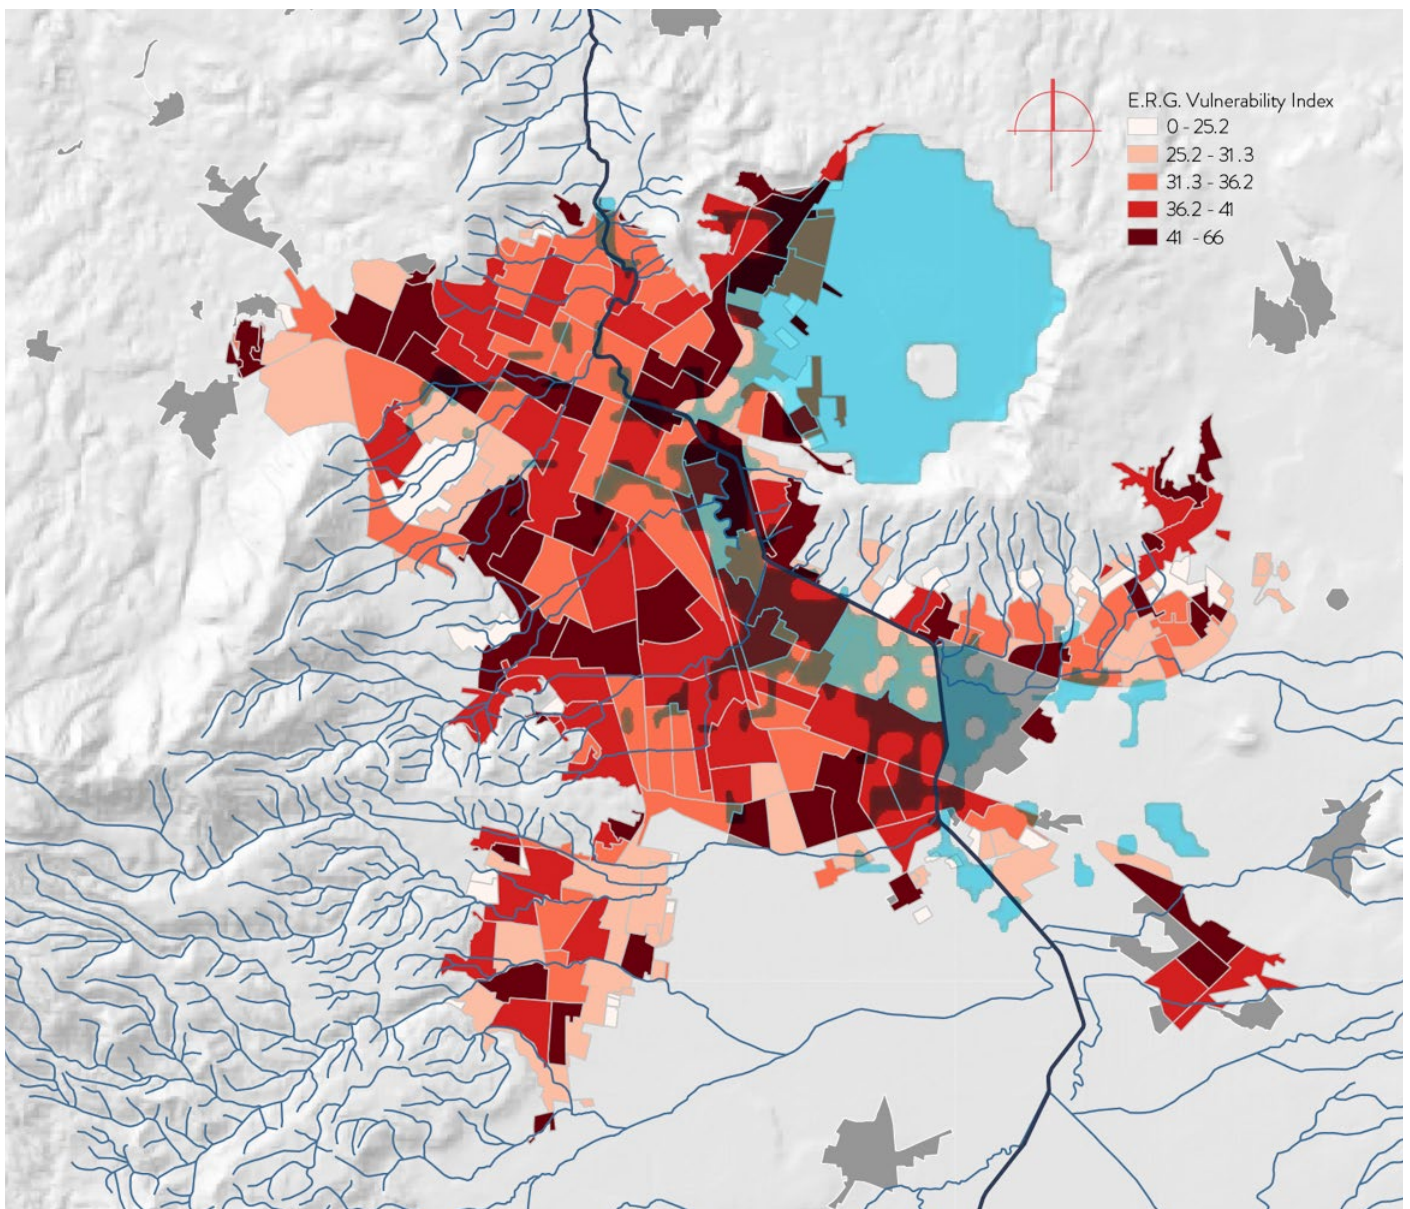 E.R.G. Vulnerability Index
0 - 25.2
25.2 - 31.3
31.3 - 36.2
36.2 - 41
41 - 66